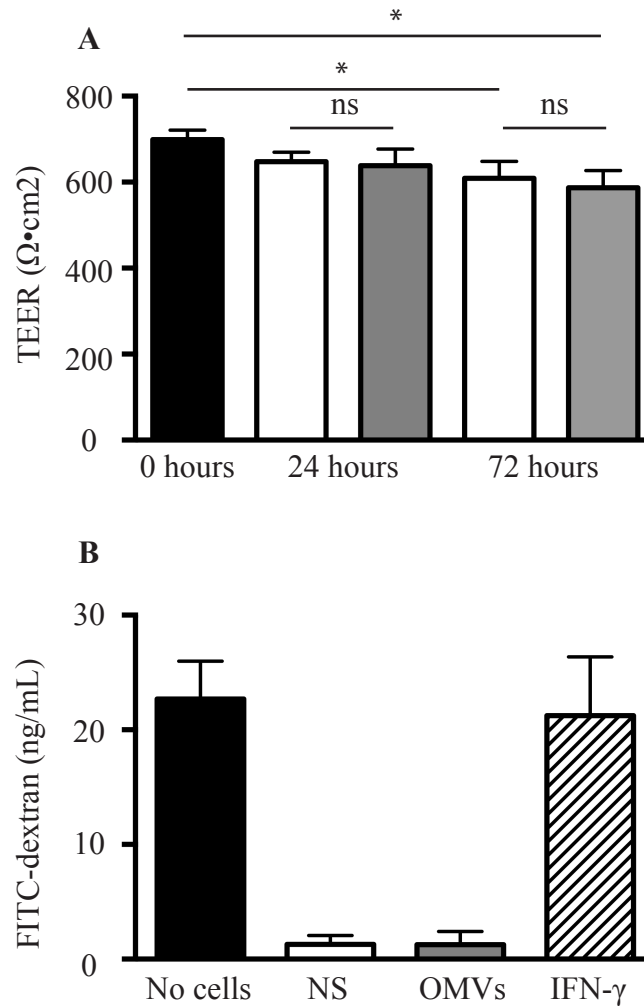 *
A
*
ns ns
800
600
400
200
0
TEER (Ω•cm2)
0 hours 24 hours 72 hours
B
30
20
10
0
FITC-dextran (ng/mL)
No cells NS OMVs IFN-γ